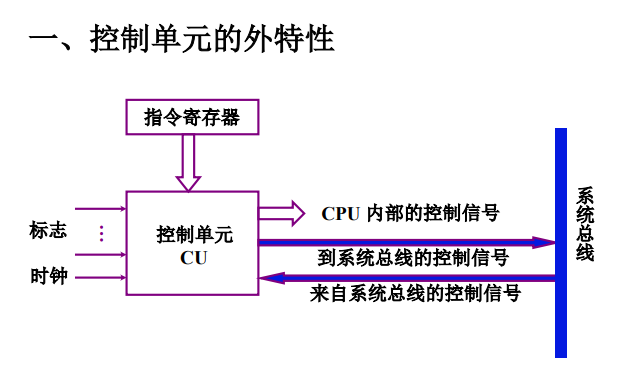 一、控制单元的外特性
指令寄存器
标志
时钟
控制单元
CU
CPU 内部的控制信号
到系统总线的控制信号
来自系统总线的控制信号
系统总线